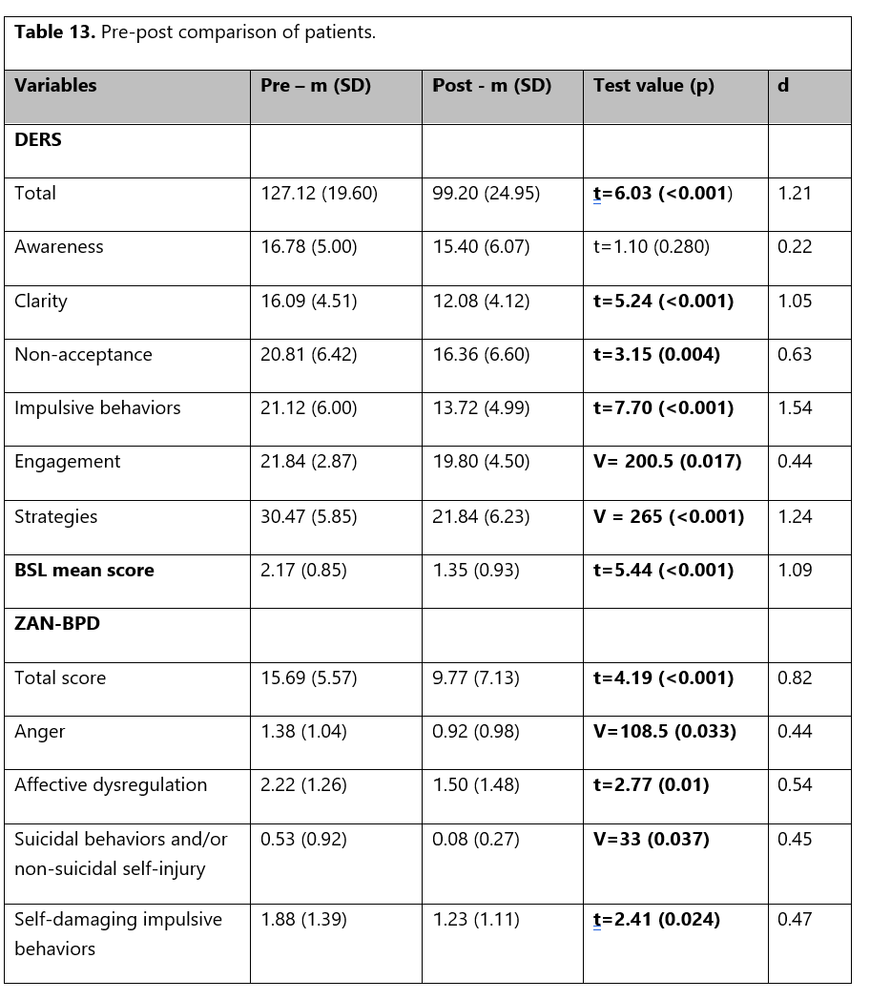 Table 13. Pre-post comparison of patients.
Variables Pre – m (SD) Post - m (SD) Test value (p) d
DERS
Total 127.12 (19.60) 99.20 (24.95) t=6.03 (<0.001) 1.21
Awareness 16.78 (5.00) 15.40 (6.07) t=1.10 (0.280) 0.22
Clarity 16.09 (4.51) 12.08 (4.12) t=5.24 (<0.001) 1.05
Non-acceptance 20.81 (6.42) 16.36 (6.60) t=3.15 (0.004) 0.63
Impulsive behaviors 21.12 (6.00) 13.72 (4.99) t=7.70 (<0.001) 1.54
Engagement 21.84 (2.87) 19.80 (4.50) V= 200.5 (0.017) 0.44
Strategies 30.47 (5.85) 21.84 (6.23) V = 265 (<0.001) 1.24
BSL mean score 2.17 (0.85) 1.35 (0.93) t=5.44 (<0.001) 1.09
ZAN-BPD
Total score 15.69 (5.57) 9.77 (7.13) t=4.19 (<0.001) 0.82
Anger 1.38 (1.04) 0.92 (0.98) V=108.5 (0.033) 0.44
Affective dysregulation 2.22 (1.26) 1.50 (1.48) t=2.77 (0.01) 0.54
Suicidal behaviors and/or 0.53 (0.92) 0.08 (0.27) V=33 (0.037) 0.45
non-suicidal self-injury
Self-damaging impulsive 1.88 (1.39) 1.23 (1.11) t=2.41 (0.024) 0.47
behaviors